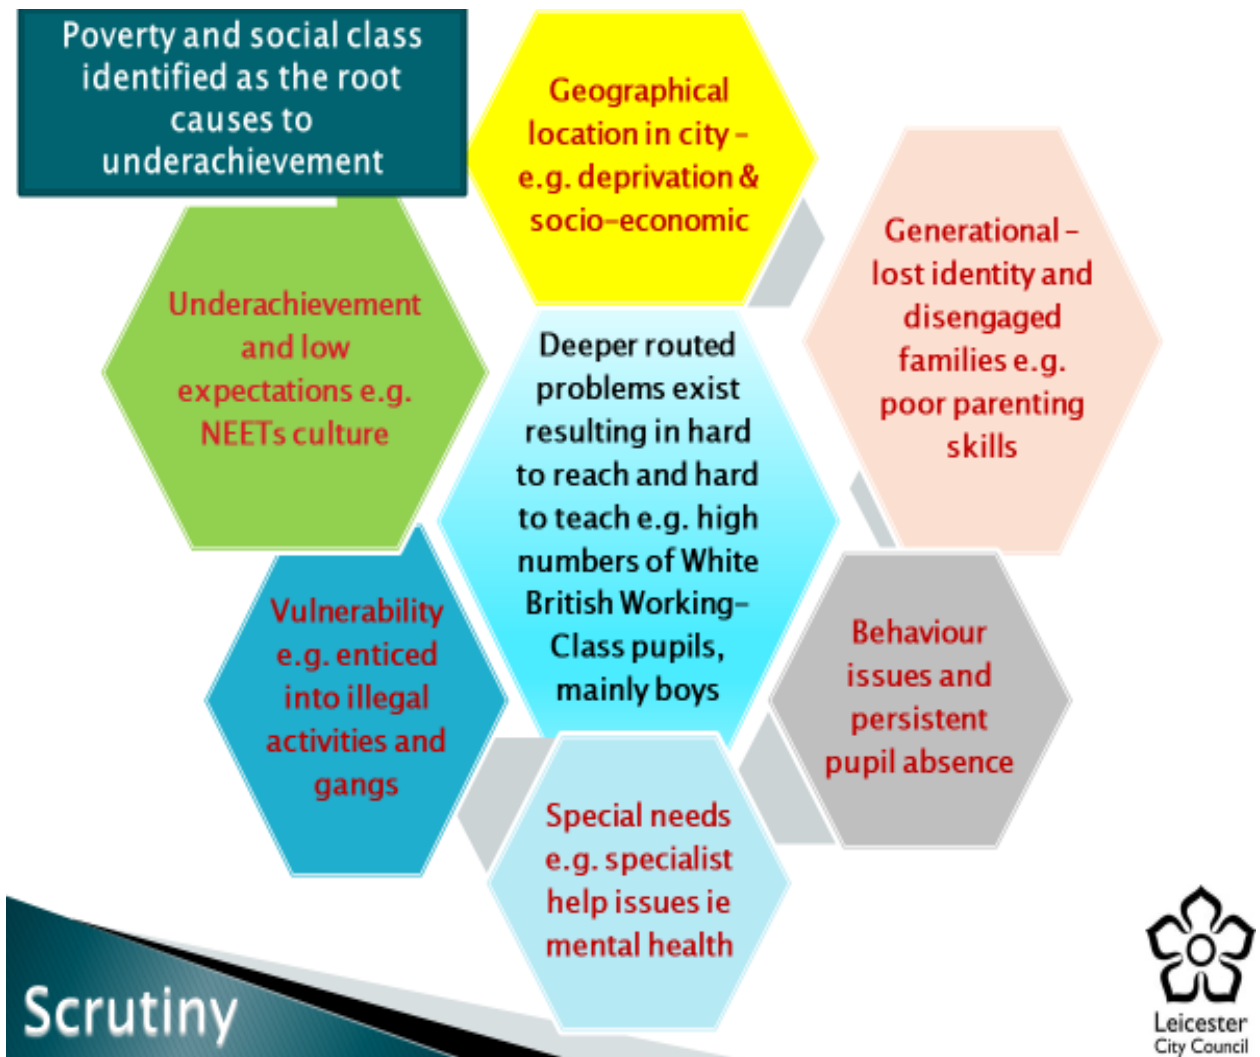 Poverty and social class
identified as the root
causes to
underachievement
Geographical
location in city –
e.g. deprivation &
socio-economic
Generational –
lost identity and
disengaged
families e.g.
poor parenting
skills
Underachievement
and low
expectations e.g.
NEETs culture
Deeper routed
problems exist
resulting in hard
to reach and hard
to teach e.g. high
numbers of White
British Working-
Class pupils,
mainly boys
Vulnerability
e.g. enticed
into illegal
activities and
gangs
Behaviour
issues and
persistent
pupil absence
Special needs
e.g. specialist
help issues ie
mental health
Scrutiny
Leicester
City Council